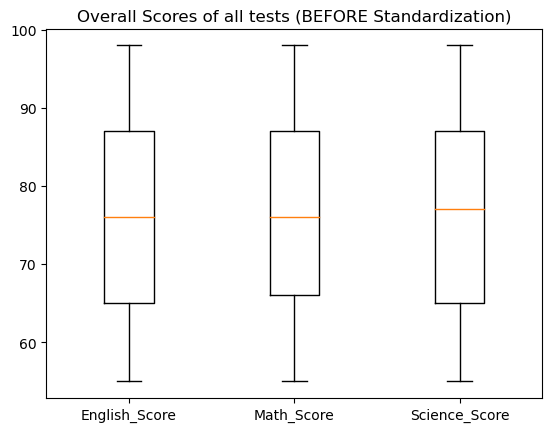 Overall Scores of all tests (BEFORE Standardization)
100
90
80
70
60
English_Score Math_Score Science_Score